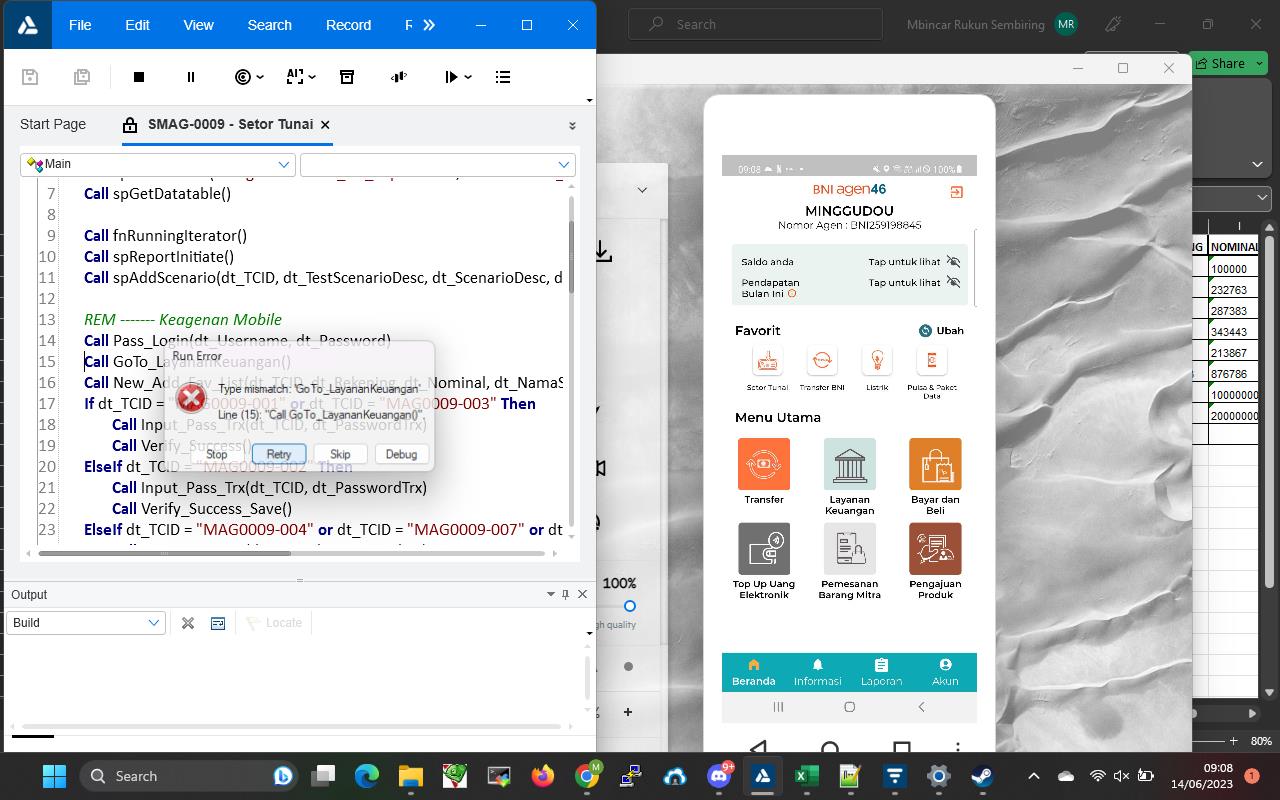 File
Edit
View
Search
Record
Search
Mbincar Rukun Sembiring
MR
Share
Start Page
SMAG-0009 - Setor Tunai
Main
7 Call spGetDatatable()
8
9 Call fnRunningIterator()
10 Call spReportInitiate()
11 Call spAddScenario(dt_TCID, dt_TestScenarioDesc, dt_ScenarioDesc, d
12
13 REM ------- Keagenan Mobile
14 Call Pass_Login(dt_Username, dt_Password)
15 Call GoTo_LayananKeuangan()
16 Call New_Add_Fav_List(dt_TCID, dt_Rekening, dt_Nominal, dt_NamaS
17 If dt_TCID = "MAG0009-001" or dt_TCID = "MAG0009-003" Then
18 Call Input_Pass_Trx(dt_TCID, dt_PasswordTrx)
19 Call Verify_Success()
20 ElseIf dt_TCID = "MAG0009-002" Then
21 Call Input_Pass_Trx(dt_TCID, dt_PasswordTrx)
22 Call Verify_Success_Save()
23 ElseIf dt_TCID = "MAG0009-004" or dt_TCID = "MAG0009-007" or dt
Run Error
Type mismatch: 'GoTo_LayananKeuangan'
Line (15): "Call GoTo_LayananKeuangan()".
Stop
Retry
Skip
Debug
Output
Build
Locate
100%
gh quality
09:08
100%
BNI agen46
MINGGUDOU
Nomor Agen : BNI259198845
Saldo anda
Tap untuk lihat
Pendapatan
Bulan Ini
Tap untuk lihat
Favorit
Ubah
Setor Tunai
Transfer BNI
Listrik
Pulsa & Paket
Data
Menu Utama
Transfer
Layanan
Keuangan
Bayar dan
Beli
Top Up Uang
Elektronik
Pemesanan
Barang Mitra
Pengajuan
Produk
Beranda
Informasi
Laporan
Akun
I
NG
NOMINAL
100000
232763
287383
343443
213867
876786
10000000
20000000
80%
Search
9+
M
09:08
14/06/2023
1